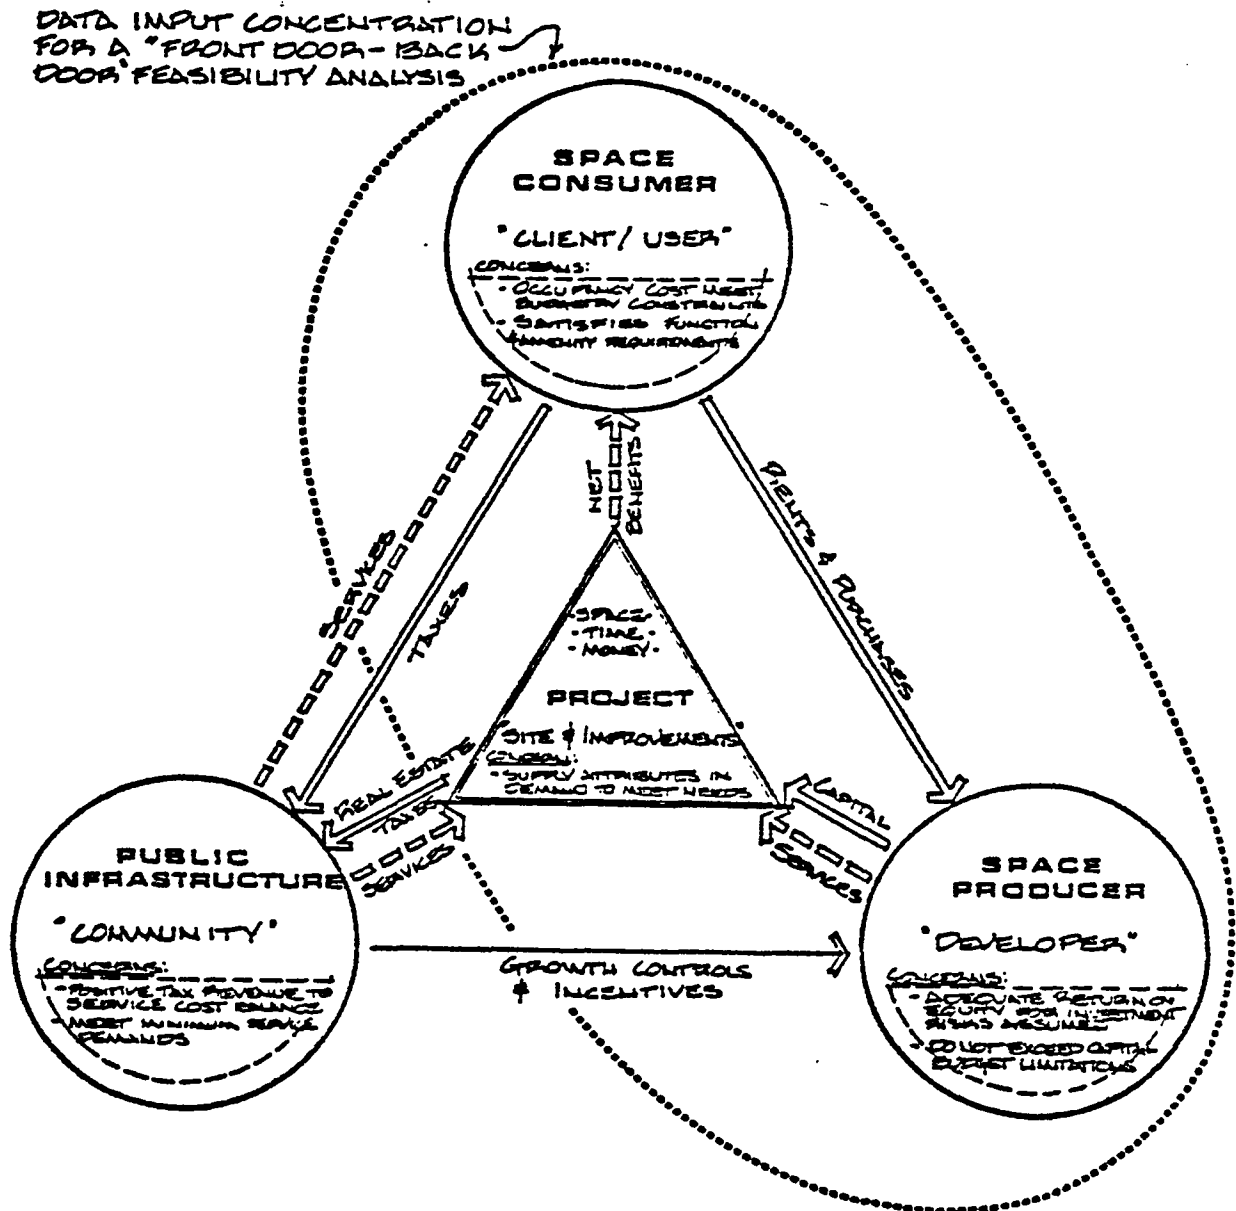 DATA INPUT CONCENTRATION
FOR A "FRONT DOOR-BACK
DOOR" FEASIBILITY ANALYSIS
SPACE
CONSUMER
"CLIENT/USER"
CONCERNS:
- OCCUPANCY COST MEET
BUDGETRY CONSTRAINTS
- SATISFIES FUNCTION
AMENITY REQUIREMENTS
NET
BENEFITS
SERVICES
TAXES
RENTS & PURCHASES
- SPACE -
- TIME -
- MONEY -
PROJECT
"SITE & IMPROVEMENTS"
CONCERN:
- SUPPLY ATTRIBUTES IN
DEMAND TO MEET NEEDS
REAL ESTATE
TAXES
SERVICES
CAPITAL
SERVICES
PUBLIC
INFRASTRUCTURE
"COMMUNITY"
CONCERNS:
- POSITIVE TAX REVENUE TO
SERVICE COST BALANCE
- MEET MINIMUM SERVICE
DEMANDS
GROWTH CONTROLS
& INCENTIVES
SPACE
PRODUCER
"DEVELOPER"
CONCERNS:
- ADEQUATE RETURN ON
EQUITY FOR INVESTMENT
RISKS ASSUMED
- DO NOT EXCEED CAPITAL
BUDGET LIMITATIONS